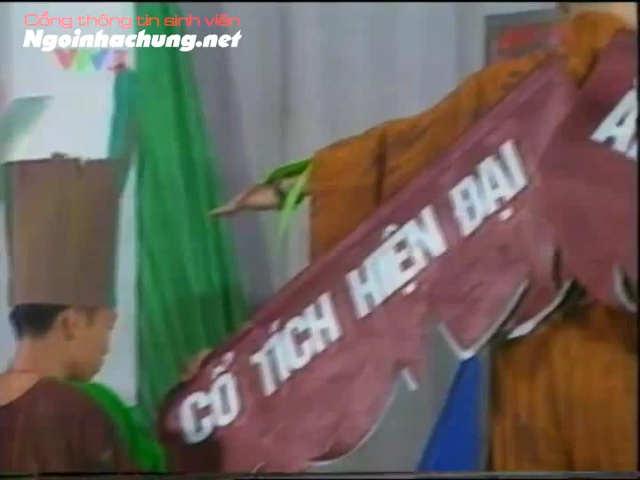 Cổng thông tin sinh viên
Ngoinhachung.net
CỔ TÍCH HIỆN ĐẠI